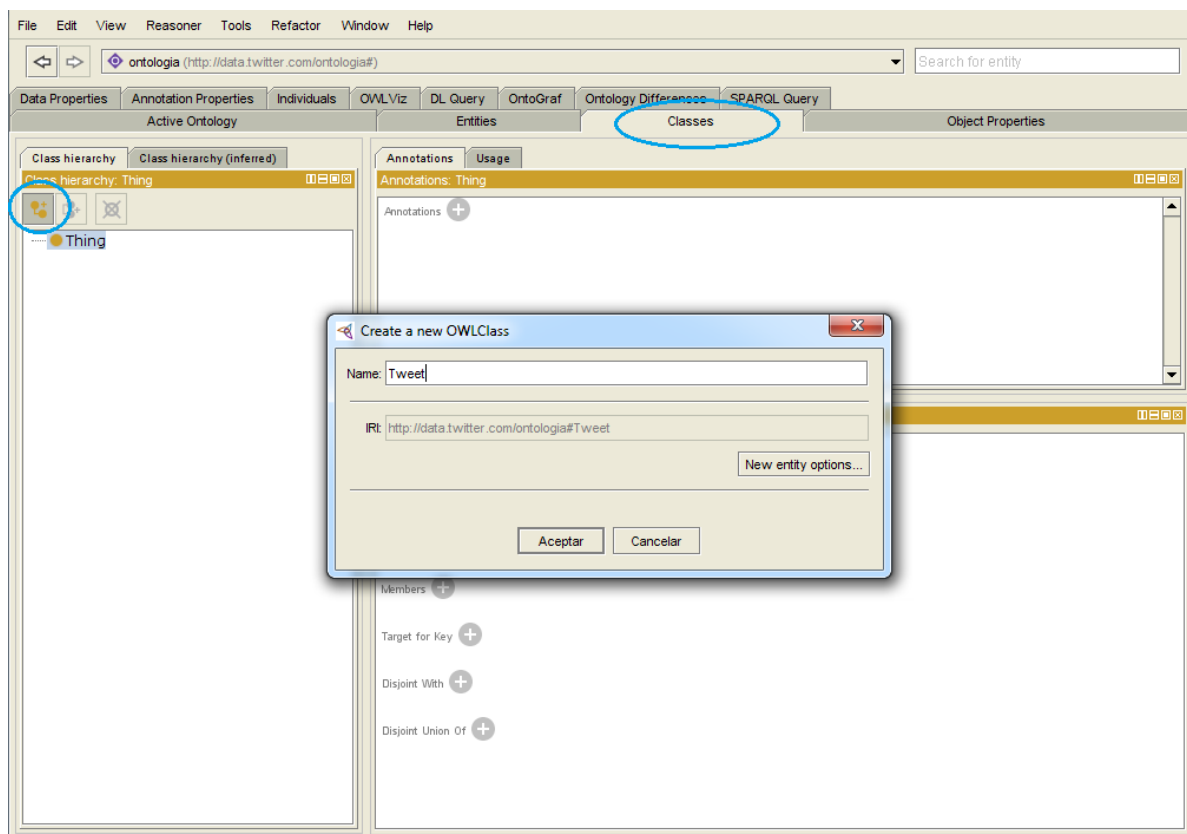 File Edit View Reasoner Tools Refactor Window Help
ontologia (http://data.twitter.com/ontologia#)
Search for entity
Data Properties Annotation Properties Individuals OWLViz DL Query OntoGraf Ontology Differences SPARQL Query
Active Ontology Entities Classes Object Properties
Class hierarchy Class hierarchy (inferred)
Annotations Usage
Class hierarchy: Thing
Annotations: Thing
Annotations
Thing
Create a new OWLClass
Name: Tweet
IRI: http://data.twitter.com/ontologia#Tweet
New entity options...
Aceptar Cancelar
Members
Target for Key
Disjoint With
Disjoint Union Of